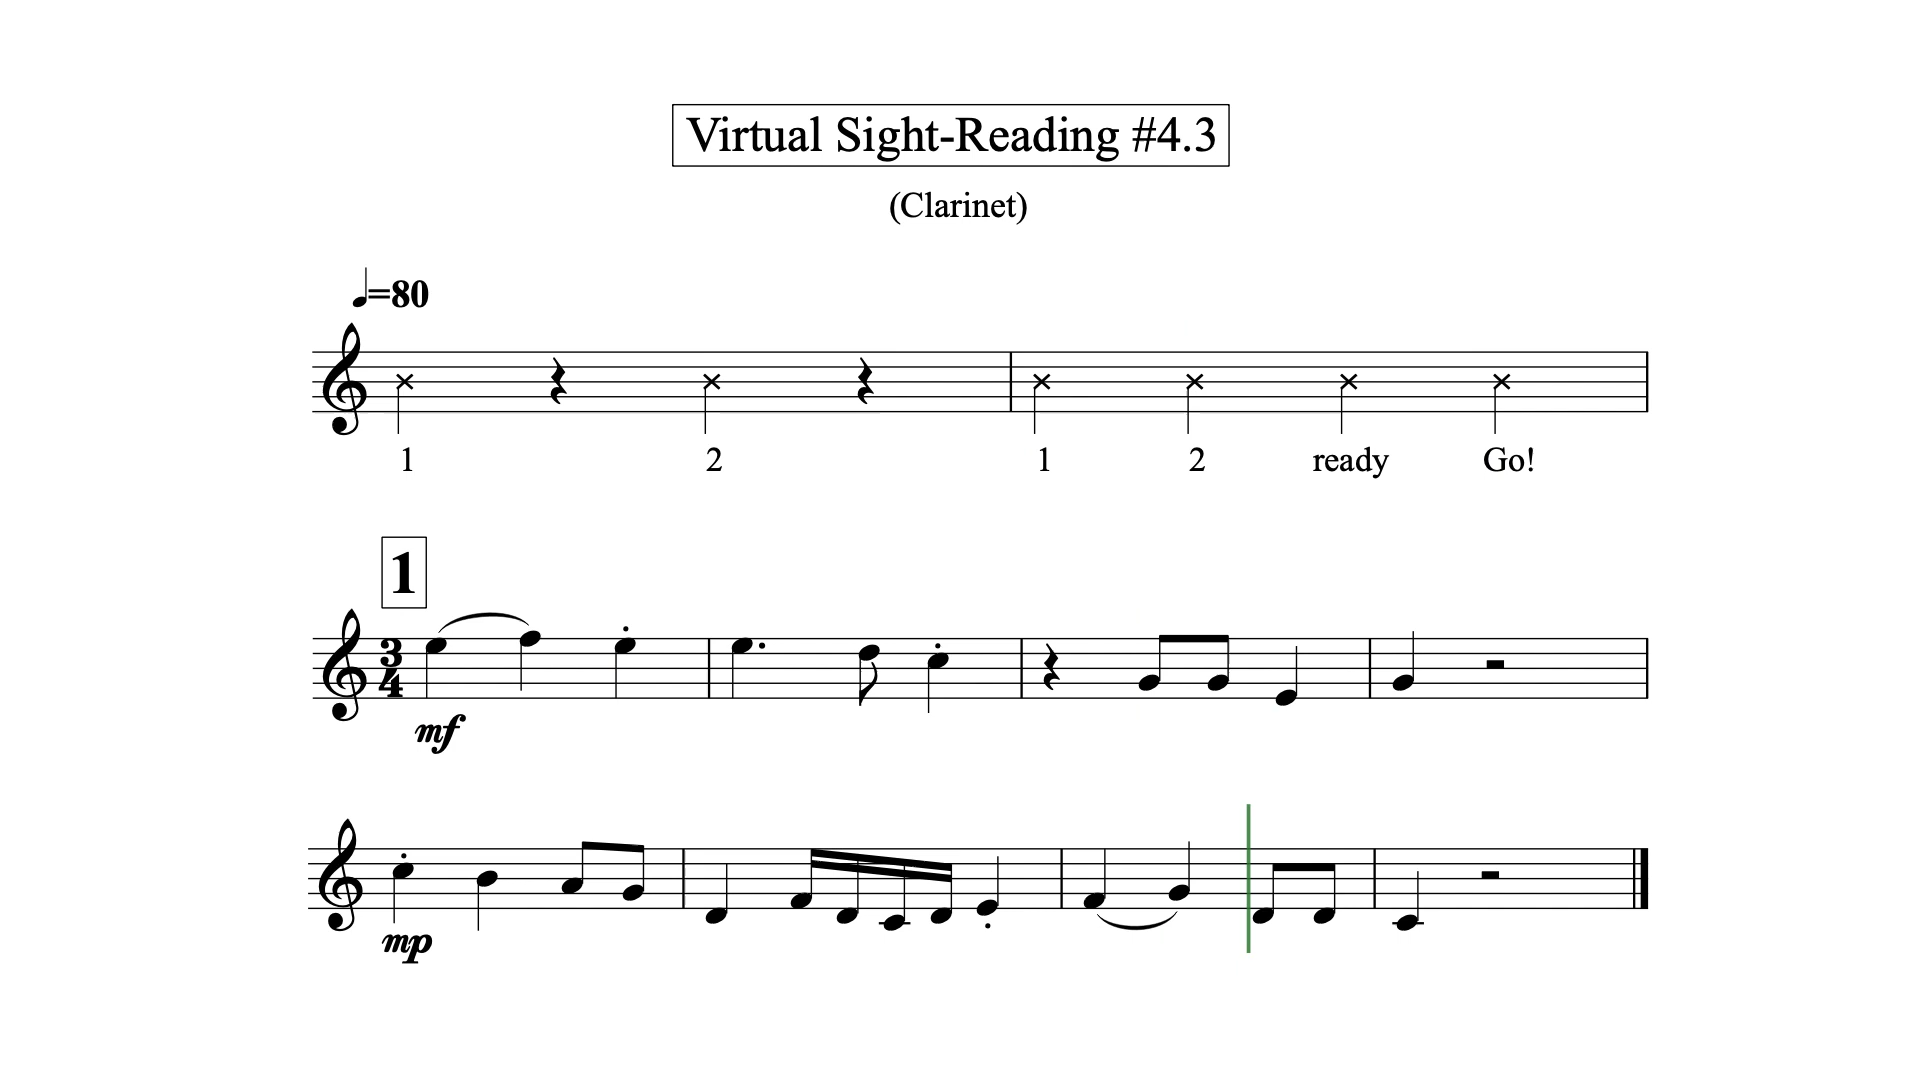 Virtual Sight-Reading #4.3
(Clarinet)
=80
1 2 1 2 ready Go!
1
3
4
mf
mp